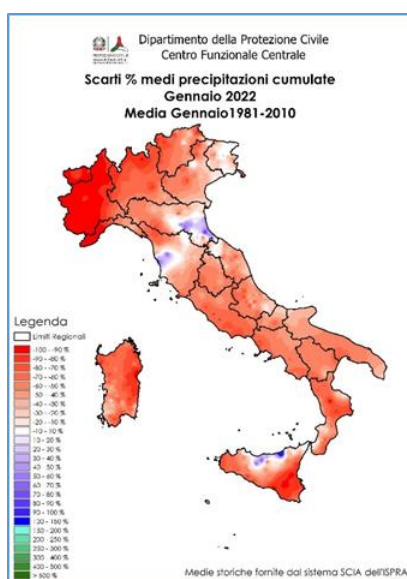 Dipartimento della Protezione Civile
Centro Funzionale Centrale
Scarti % medi precipitazioni cumulate
Gennaio 2022
Media Gennaio1981-2010
Legenda
Limiti Regionali
-100 - -90 %
-90 - -80 %
-80 - -70 %
-70 - -60 %
-60 - -50 %
-50 - -40 %
-40 - -30 %
-30 - -20 %
-20 - -10 %
-10 - 10 %
10 - 20 %
20 - 30 %
30 - 40 %
40 - 50 %
50 - 60 %
60 - 70 %
70 - 80 %
80 - 90 %
90 - 100 %
120 - 150 %
150 - 200 %
200 - 250 %
250 - 300 %
300 - 400 %
400 - 500 %
> 500 %
Medie storiche fornite dal sistema SCIA dell'ISPRA